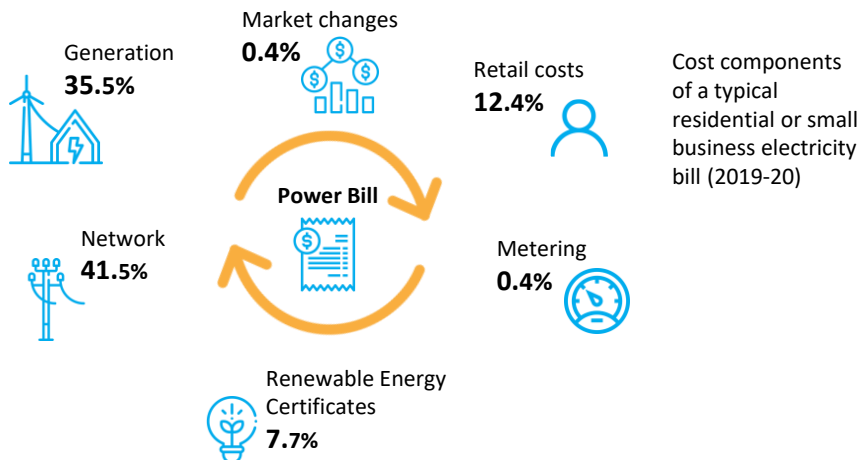 Market changes
0.4%
Generation
35.5%
Retail costs
12.4%
Cost components
of a typical
residential or small
business electricity
bill (2019-20)
Power Bill
Network
41.5%
Metering
0.4%
Renewable Energy
Certificates
7.7%